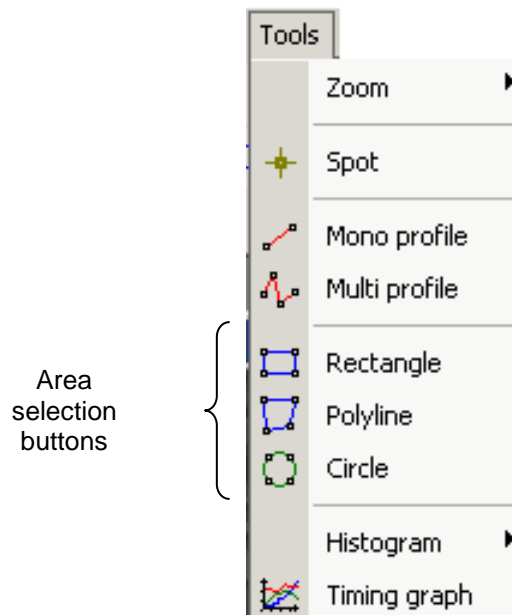 Tools
Zoom
Spot
Mono profile
Multi profile
Area
selection
buttons
Rectangle
Polyline
Circle
Histogram
Timing graph